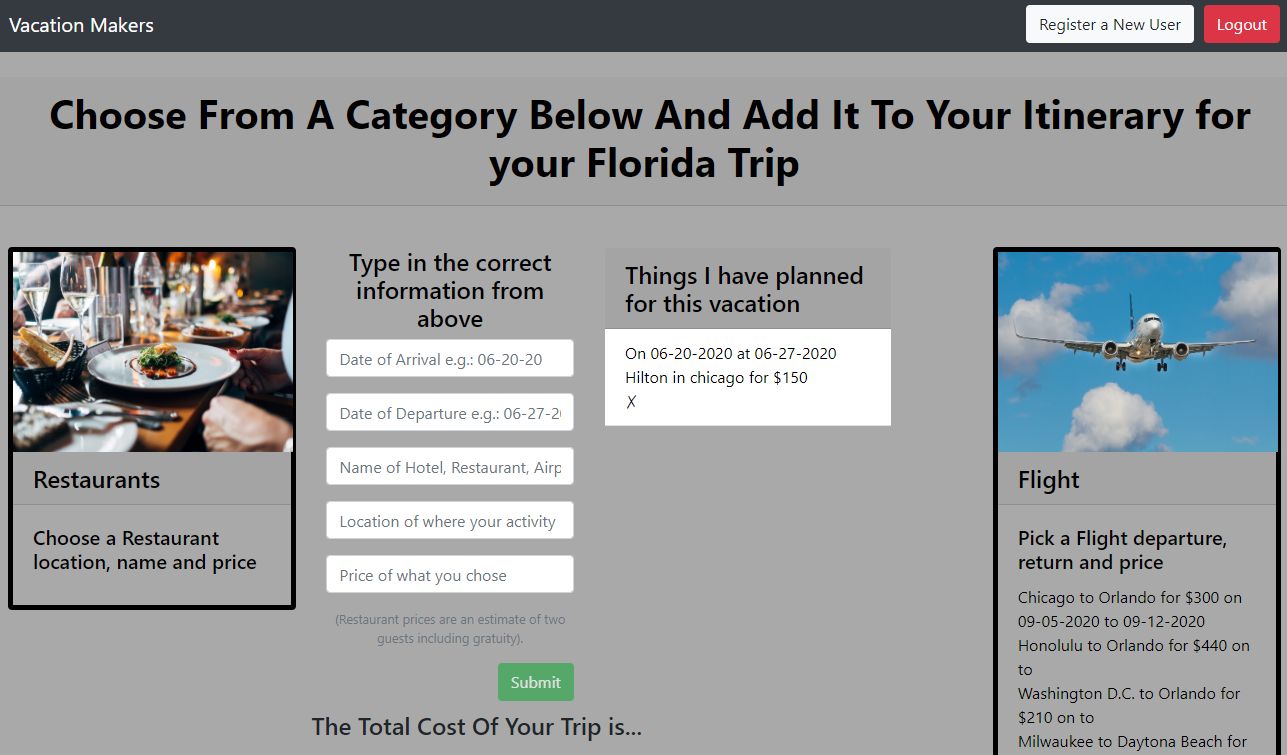 Vacation Makers
Register a New User
Logout
Choose From A Category Below And Add It To Your Itinerary for
your Florida Trip
Restaurants
Choose a Restaurant
location, name and price
Type in the correct
information from
above
Date of Arrival e.g.: 06-20-20
Date of Departure e.g.: 06-27-2
Name of Hotel, Restaurant, Airp
Location of where your activity
Price of what you chose
(Restaurant prices are an estimate of two
guests including gratuity).
Submit
The Total Cost Of Your Trip is...
Things I have planned
for this vacation
On 06-20-2020 at 06-27-2020
Hilton in chicago for $150
X
Flight
Pick a Flight departure,
return and price
Chicago to Orlando for $300 on
09-05-2020 to 09-12-2020
Honolulu to Orlando for $440 on
to
Washington D.C. to Orlando for
$210 on to
Milwaukee to Daytona Beach for